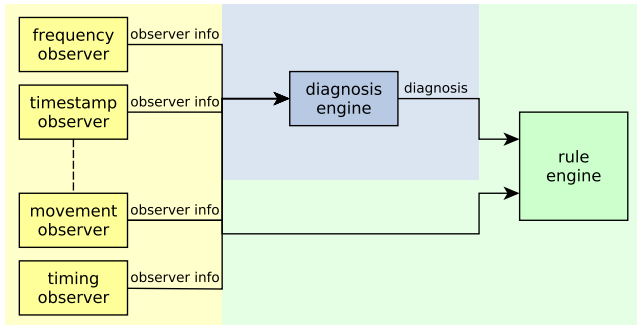 frequency
observer
observer info
timestamp
observer
observer info
diagnosis
engine
diagnosis
rule
engine
movement
observer
observer info
timing
observer
observer info